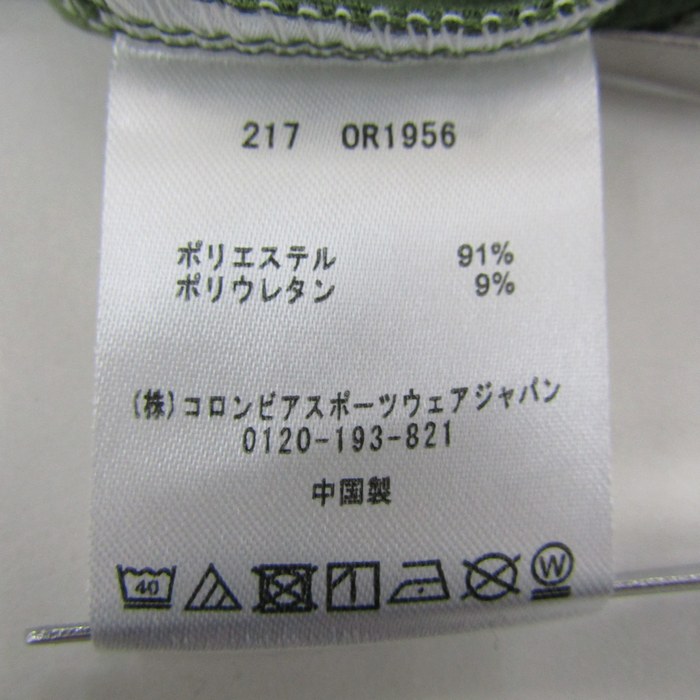 217 OR1956
ポリエステル 91%
ポリウレタン 9%
(株)コロンビアスポーツウェアジャパン
0120-193-821
中国製
40 W